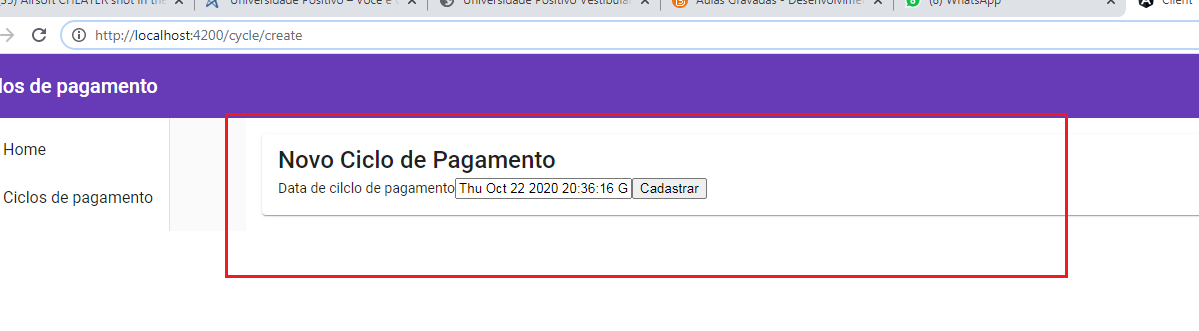 Airsoft CHEATER shot in the
Universidade Positivo – Você e
Universidade Positivo Vestibular
Aulas Gravadas - Desenvolvimen
(6) WhatsApp
Client
http://localhost:4200/cycle/create
los de pagamento
Home
Ciclos de pagamento
Novo Ciclo de Pagamento
Data de cilclo de pagamento Thu Oct 22 2020 20:36:16 G Cadastrar